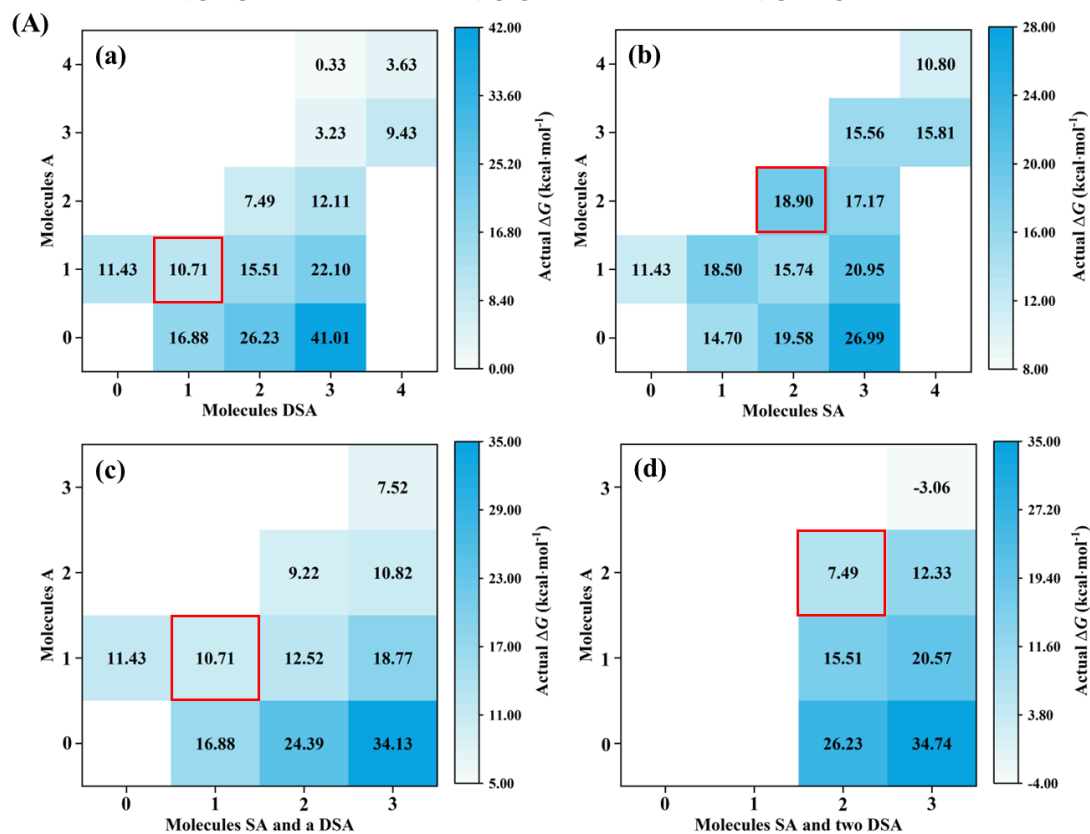 (A)
(a)
4
3
2
1
0
Molecules A
0.33 3.63
3.23 9.43
7.49 12.11
11.43 10.71 15.51 22.10
16.88 26.23 41.01
0 1 2 3 4
Molecules DSA
42.00
33.60
25.20
16.80
8.40
0.00
Actual ΔG (kcal·mol⁻¹)
(b)
4
3
2
1
0
Molecules A
10.80
15.56 15.81
18.90 17.17
11.43 18.50 15.74 20.95
14.70 19.58 26.99
0 1 2 3 4
Molecules SA
28.00
24.00
20.00
16.00
12.00
8.00
Actual ΔG (kcal·mol⁻¹)
(c)
3
2
1
0
Molecules A
7.52
9.22 10.82
11.43 10.71 12.52 18.77
16.88 24.39 34.13
0 1 2 3
Molecules SA and a DSA
35.00
29.00
23.00
17.00
11.00
5.00
Actual ΔG (kcal·mol⁻¹)
(d)
3
2
1
0
Molecules A
-3.06
7.49 12.33
15.51 20.57
26.23 34.74
0 1 2 3
Molecules SA and two DSA
35.00
27.20
19.40
11.60
3.80
-4.00
Actual ΔG (kcal·mol⁻¹)